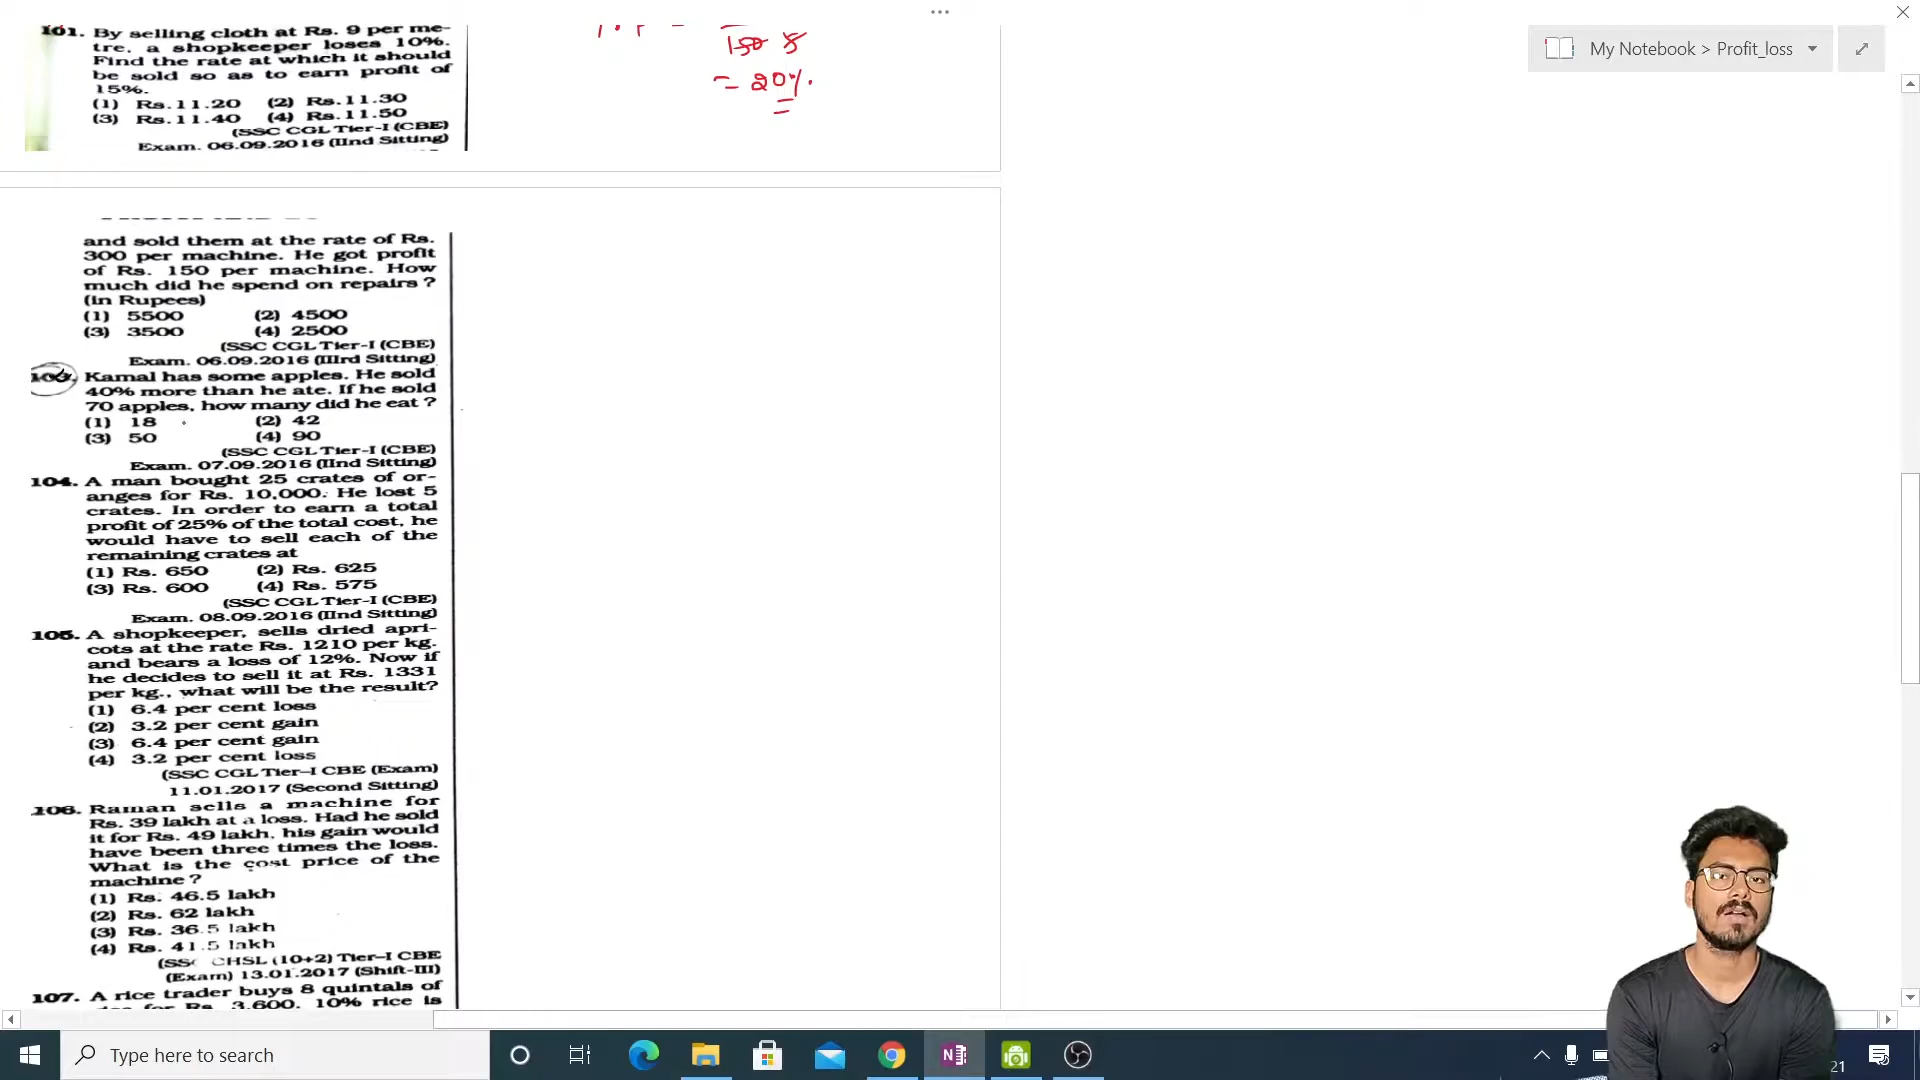 101. By selling cloth at Rs. 9 per me-
tre, a shopkeeper loses 10%.
Find the rate at which it should
be sold so as to earn profit of
15%.
(1) Rs.11.20 (2) Rs.11.30
(3) Rs.11.40 (4) Rs.11.50
(SSC CGL Tier-I (CBE)
Exam. 06.09.2016 (IInd Sitting)
150 5
= 20%.
My Notebook > Profit_loss
and sold them at the rate of Rs.
300 per machine. He got profit
of Rs. 150 per machine. How
much did he spend on repairs ?
(in Rupees)
(1) 5500 (2) 4500
(3) 3500 (4) 2500
(SSC CGL Tier-I (CBE)
Exam. 06.09.2016 (IIIrd Sitting)
103. Kamal has some apples. He sold
40% more than he ate. If he sold
70 apples, how many did he eat ?
(1) 18 (2) 42
(3) 50 (4) 90
(SSC CGL Tier-I (CBE)
Exam. 07.09.2016 (IInd Sitting)
104. A man bought 25 crates of or-
anges for Rs. 10,000. He lost 5
crates. In order to earn a total
profit of 25% of the total cost, he
would have to sell each of the
remaining crates at
(1) Rs. 650 (2) Rs. 625
(3) Rs. 600 (4) Rs. 575
(SSC CGL Tier-I (CBE)
Exam. 08.09.2016 (IInd Sitting)
105. A shopkeeper, sells dried apri-
cots at the rate Rs. 1210 per kg.
and bears a loss of 12%. Now if
he decides to sell it at Rs. 1331
per kg., what will be the result?
(1) 6.4 per cent loss
(2) 3.2 per cent gain
(3) 6.4 per cent gain
(4) 3.2 per cent loss
(SSC CGL Tier–I CBE (Exam)
11.01.2017 (Second Sitting)
106. Raman sells a machine for
Rs. 39 lakh at a loss. Had he sold
it for Rs. 49 lakh, his gain would
have been three times the loss.
What is the cost price of the
machine ?
(1) Rs. 46.5 lakh
(2) Rs. 62 lakh
(3) Rs. 36.5 lakh
(4) Rs. 41.5 lakh
(SSC CHSL (10+2) Tier–I CBE
(Exam) 13.01.2017 (Shift-III)
107. A rice trader buys 8 quintals of
for Rs. 3,600. 10% rice is
Type here to search
21